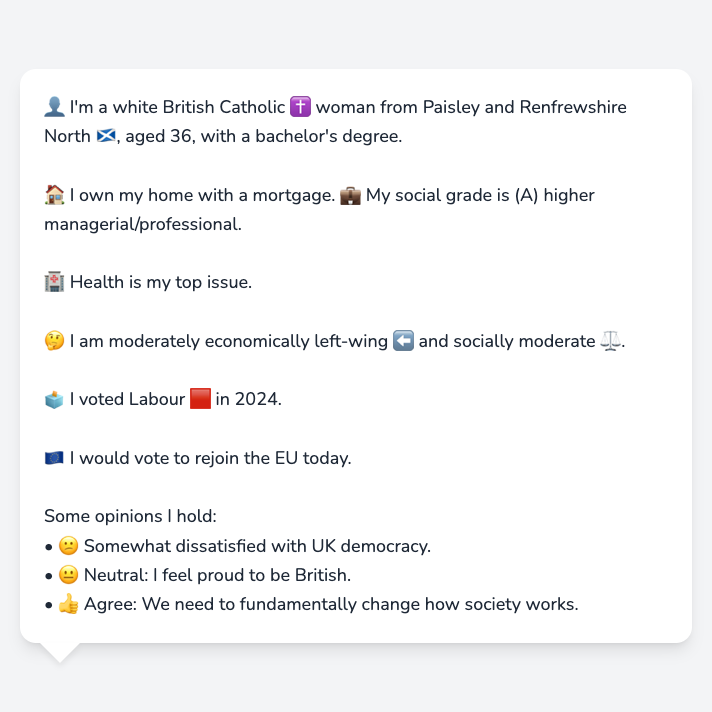 👤 I'm a white British Catholic ✝️ woman from Paisley and Renfrewshire
North 🏴󠁧󠁢󠁳󠁣󠁴󠁿, aged 36, with a bachelor's degree.
🏠 I own my home with a mortgage. 💼 My social grade is (A) higher
managerial/professional.
🏥 Health is my top issue.
🤔 I am moderately economically left-wing ⬅️ and socially moderate ⚖️.
🗳️ I voted Labour 🟥 in 2024.
🇪🇺 I would vote to rejoin the EU today.
Some opinions I hold:
• 😕 Somewhat dissatisfied with UK democracy.
• 😐 Neutral: I feel proud to be British.
• 👍 Agree: We need to fundamentally change how society works.